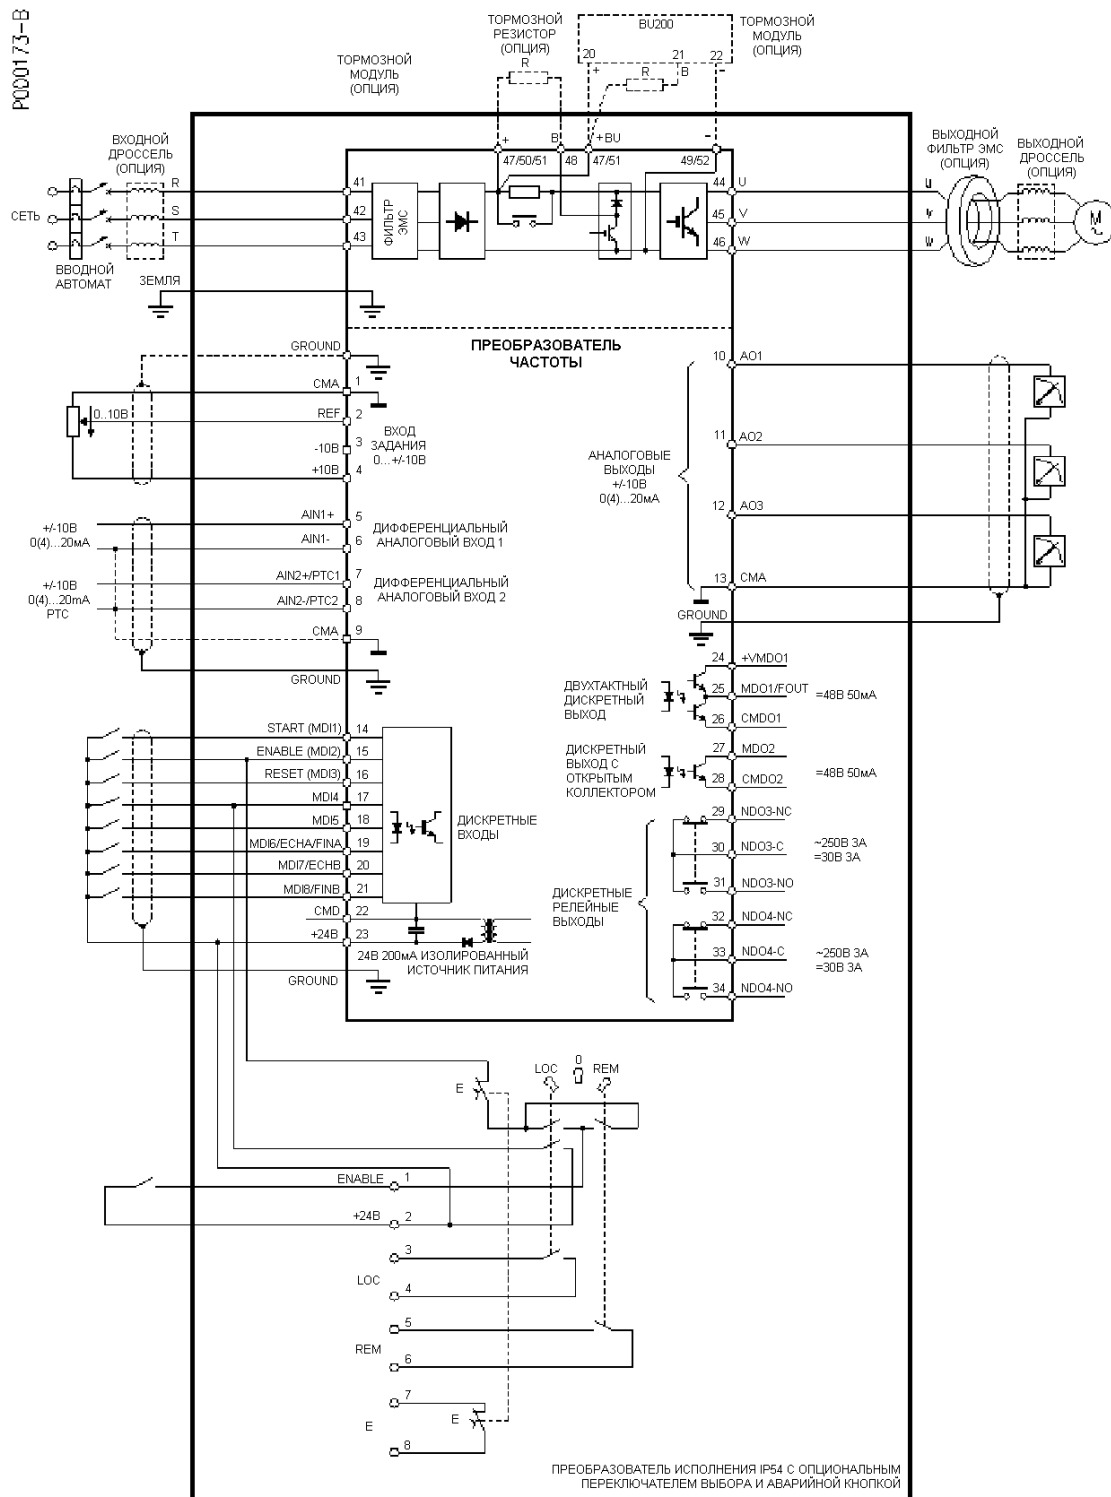 P000173-B
ТОРМОЗНОЙ
РЕЗИСТОР
(ОПЦИЯ)
R
BU200
20
21
22
+
R
B
-
ТОРМОЗНОЙ
МОДУЛЬ
(ОПЦИЯ)
ТОРМОЗНОЙ
МОДУЛЬ
(ОПЦИЯ)
ВХОДНОЙ
ДРОССЕЛЬ
(ОПЦИЯ)
+
B
+BU
-
47/50/51
48
47/51
49/52
ВЫХОДНОЙ
ФИЛЬТР ЭМС
(ОПЦИЯ)
ВЫХОДНОЙ
ДРОССЕЛЬ
(ОПЦИЯ)
СЕТЬ
R
S
T
41
42
43
ФИЛЬТР
ЭМС
44
U
45
V
46
W
U
V
W
M
~
ВВОДНОЙ
АВТОМАТ
ЗЕМЛЯ
ПРЕОБРАЗОВАТЕЛЬ
ЧАСТОТЫ
GROUND
CMA
1
0..10В
REF
2
-10В
3
+10В
4
ВХОД
ЗАДАНИЯ
0...+/-10В
10
AO1
11
AO2
12
AO3
13
CMA
АНАЛОГОВЫЕ
ВЫХОДЫ
+/-10В
0(4)...20мА
GROUND
+/-10В
0(4)...20мА
AIN1+
5
AIN1-
6
ДИФФЕРЕНЦИАЛЬНЫЙ
АНАЛОГОВЫЙ ВХОД 1
+/-10В
0(4)...20mA
PTC
AIN2+/PTC1
7
AIN2-/PTC2
8
ДИФФЕРЕНЦИАЛЬНЫЙ
АНАЛОГОВЫЙ ВХОД 2
CMA
9
GROUND
ДВУХТАКТНЫЙ
ДИСКРЕТНЫЙ
ВЫХОД
24
+VMDO1
25
MDO1/FOUT
=48В 50мА
26
CMDO1
ДИСКРЕТНЫЙ
ВЫХОД С
ОТКРЫТЫМ
КОЛЛЕКТОРОМ
27
MDO2
28
CMDO2
=48В 50мА
START (MDI1)
14
ENABLE (MDI2)
15
RESET (MDI3)
16
MDI4
17
MDI5
18
MDI6/ECHA/FINA
19
MDI7/ECHB
20
MDI8/FINB
21
CMD
22
+24В
23
ДИСКРЕТНЫЕ
ВХОДЫ
24В 200мА ИЗОЛИРОВАННЫЙ
ИСТОЧНИК ПИТАНИЯ
GROUND
ДИСКРЕТНЫЕ
РЕЛЕЙНЫЕ
ВЫХОДЫ
29
NDO3-NC
30
NDO3-C
31
NDO3-NO
~250В 3А
=30В 3А
32
NDO4-NC
33
NDO4-C
34
NDO4-NO
~250В 3А
=30В 3А
E
LOC
0
REM
ENABLE
1
+24В
2
3
LOC
4
5
REM
6
7
E
E
8
ПРЕОБРАЗОВАТЕЛЬ ИСПОЛНЕНИЯ IP54 С ОПЦИОНАЛЬНЫМ
ПЕРЕКЛЮЧАТЕЛЕМ ВЫБОРА И АВАРИЙНОЙ КНОПКОЙ